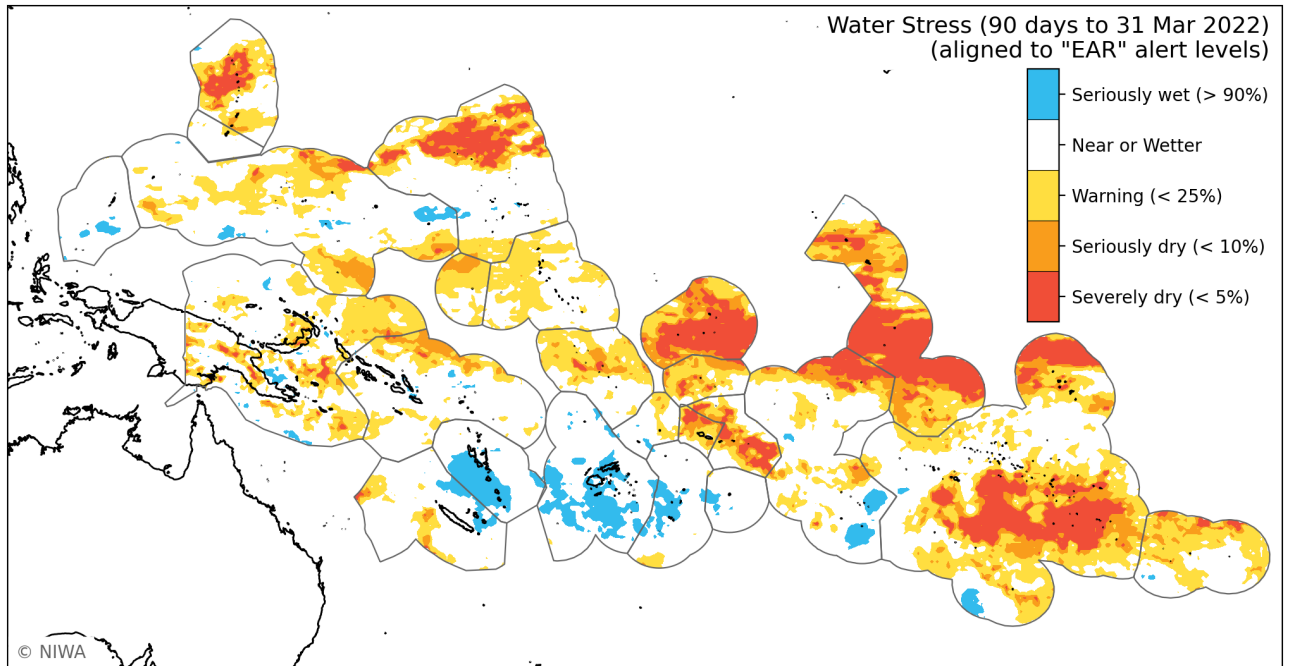 Water Stress (90 days to 31 Mar 2022)
(aligned to "EAR" alert levels)
Seriously wet (> 90%)
Near or Wetter
Warning (< 25%)
Seriously dry (< 10%)
Severely dry (< 5%)
© NIWA